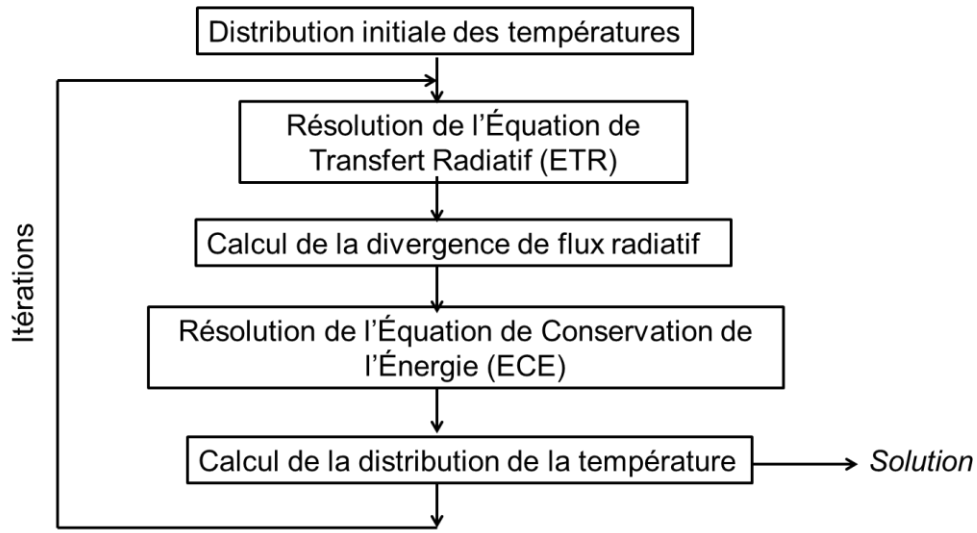 Distribution initiale des températures
Résolution de l'Équation de
Transfert Radiatif (ETR)
Calcul de la divergence de flux radiatif
Résolution de l'Équation de Conservation de
l'Énergie (ECE)
Calcul de la distribution de la température
Solution
Itérations